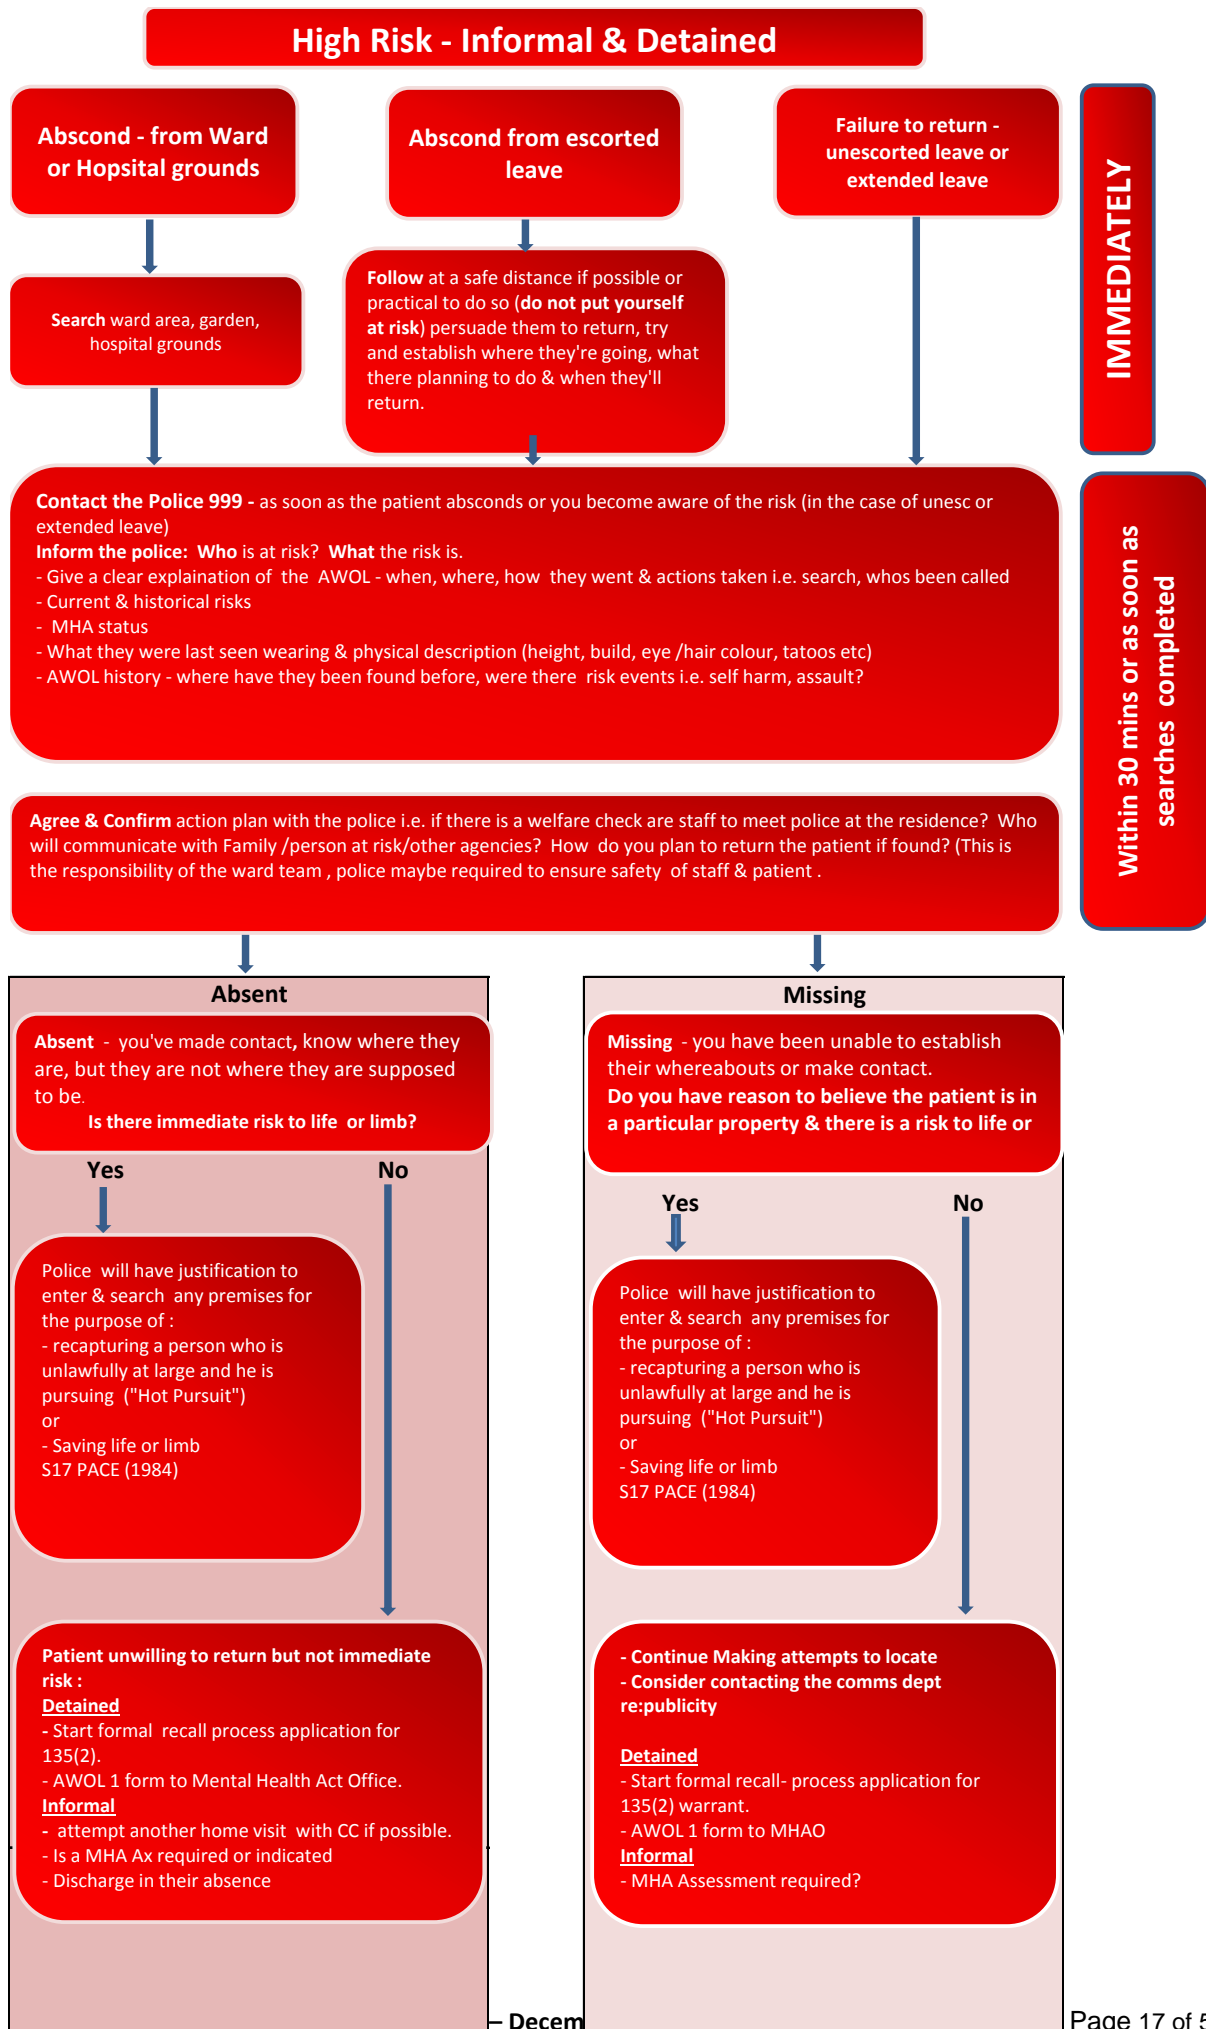 High Risk - Informal & Detained
Abscond - from Ward
or Hopsital grounds
Abscond from escorted
leave
Failure to return -
unescorted leave or
extended leave
IMMEDIATELY
Search ward area, garden,
hospital grounds
Follow at a safe distance if possible or
practical to do so (do not put yourself
at risk) persuade them to return, try
and establish where they're going, what
there planning to do & when they'll
return.
Contact the Police 999 - as soon as the patient absconds or you become aware of the risk (in the case of unesc or
extended leave)
Inform the police: Who is at risk? What the risk is.
- Give a clear explaination of the AWOL - when, where, how they went & actions taken i.e. search, whos been called
- Current & historical risks
- MHA status
- What they were last seen wearing & physical description (height, build, eye /hair colour, tatoos etc)
- AWOL history - where have they been found before, were there risk events i.e. self harm, assault?
Within 30 mins or as soon as
searches completed
Agree & Confirm action plan with the police i.e. if there is a welfare check are staff to meet police at the residence? Who
will communicate with Family /person at risk/other agencies? How do you plan to return the patient if found? (This is
the responsibility of the ward team , police maybe required to ensure safety of staff & patient .
Absent
Absent - you've made contact, know where they
are, but they are not where they are supposed
to be.
Is there immediate risk to life or limb?
Yes
No
Police will have justification to
enter & search any premises for
the purpose of :
- recapturing a person who is
unlawfully at large and he is
pursuing ("Hot Pursuit")
or
- Saving life or limb
S17 PACE (1984)
Patient unwilling to return but not immediate
risk :
Detained
- Start formal recall process application for
135(2).
- AWOL 1 form to Mental Health Act Office.
Informal
- attempt another home visit with CC if possible.
- Is a MHA Ax required or indicated
- Discharge in their absence
Missing
Missing - you have been unable to establish
their whereabouts or make contact.
Do you have reason to believe the patient is in
a particular property & there is a risk to life or
Yes
No
Police will have justification to
enter & search any premises for
the purpose of :
- recapturing a person who is
unlawfully at large and he is
pursuing ("Hot Pursuit")
or
- Saving life or limb
S17 PACE (1984)
- Continue Making attempts to locate
- Consider contacting the comms dept
re:publicity
Detained
- Start formal recall- process application for
135(2) warrant.
- AWOL 1 form to MHAO
Informal
- MHA Assessment required?
– Decem
Page 17 of 5